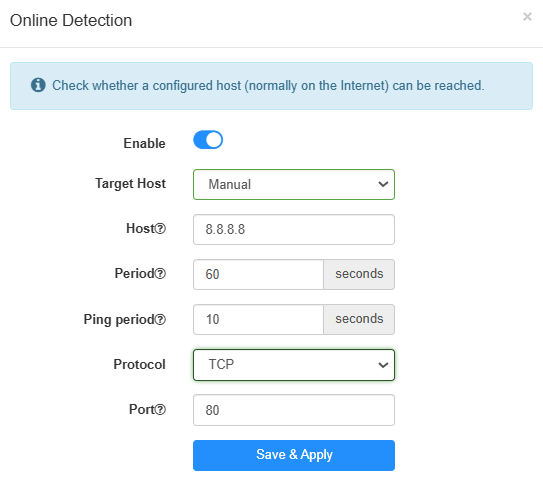 Online Detection ×
Check whether a configured host (normally on the Internet) can be reached.
Enable
Target Host Manual
Host 8.8.8.8
Period 60 seconds
Ping period 10 seconds
Protocol TCP
Port 80
Save & Apply